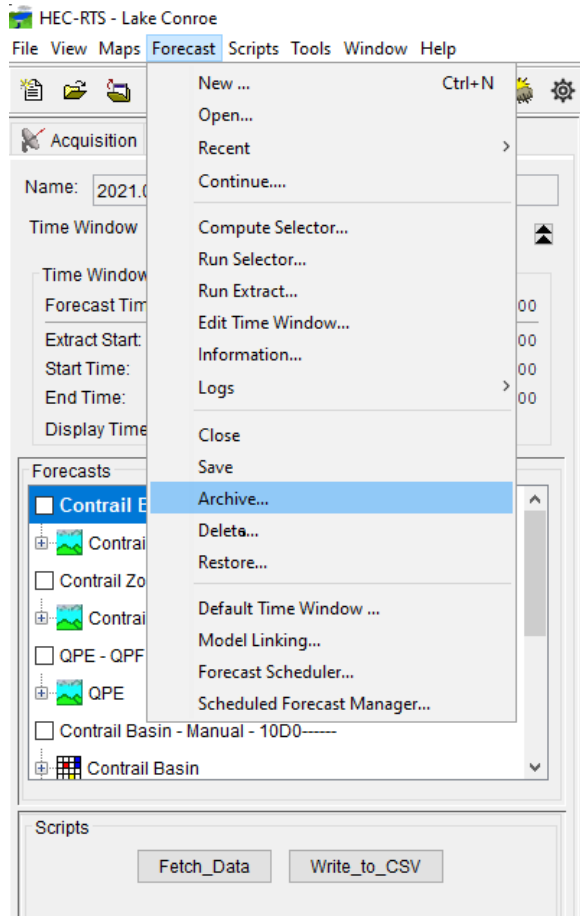 HEC-RTS - Lake Conroe
File View Maps Forecast Scripts Tools Window Help
New ... Ctrl+N
Open...
Acquisition
Recent
Name: 2021.0
Continue....
Time Window
Compute Selector...
Run Selector...
Time Window
Run Extract...
Forecast Tim 00
Edit Time Window...
Extract Start: 00
Information...
Start Time: 00
Logs
End Time: 00
Display Time
Close
Forecasts
Save
Contrail B
Archive...
Delete...
Contrai
Restore...
Contrail Zo
Default Time Window ...
Contrai
Model Linking...
QPE - QPF
Forecast Scheduler...
QPE
Scheduled Forecast Manager...
Contrail Basin - Manual - 10D0------
Contrail Basin
Scripts
Fetch_Data Write_to_CSV